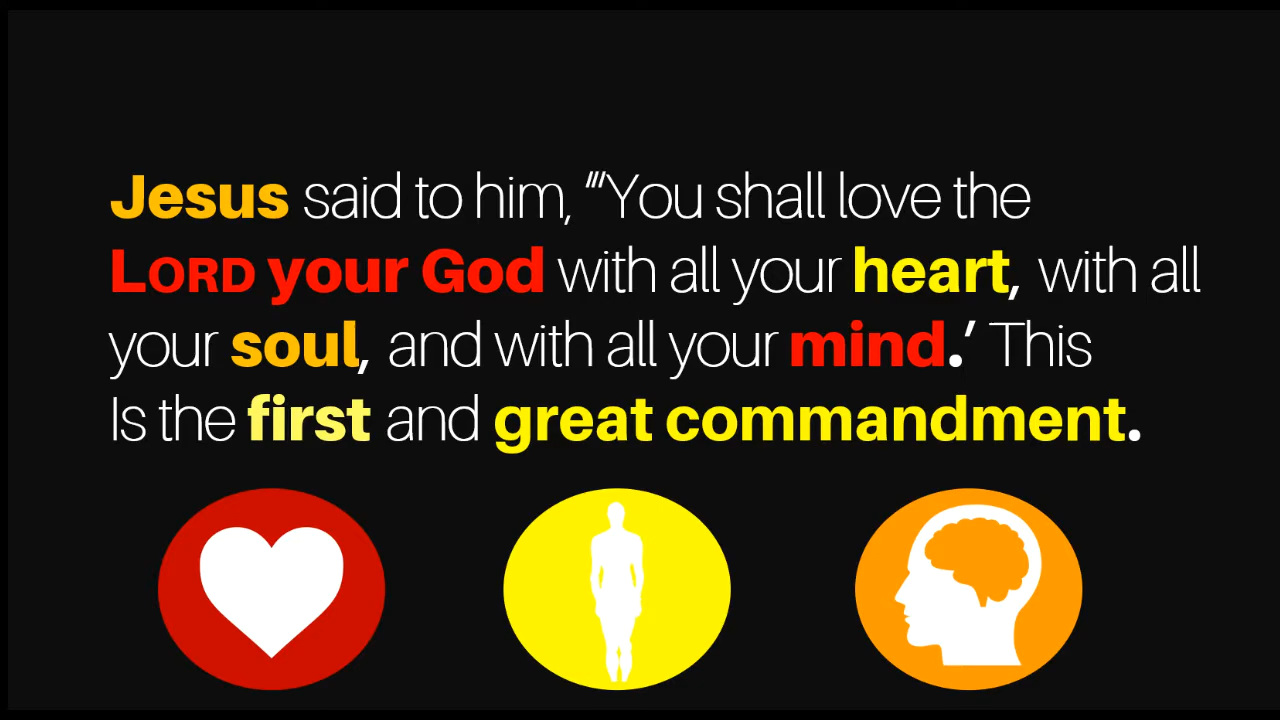 Jesus said to him, “‘You shall love the
LORD your God with all your heart, with all
your soul, and with all your mind.’ This
Is the first and great commandment.